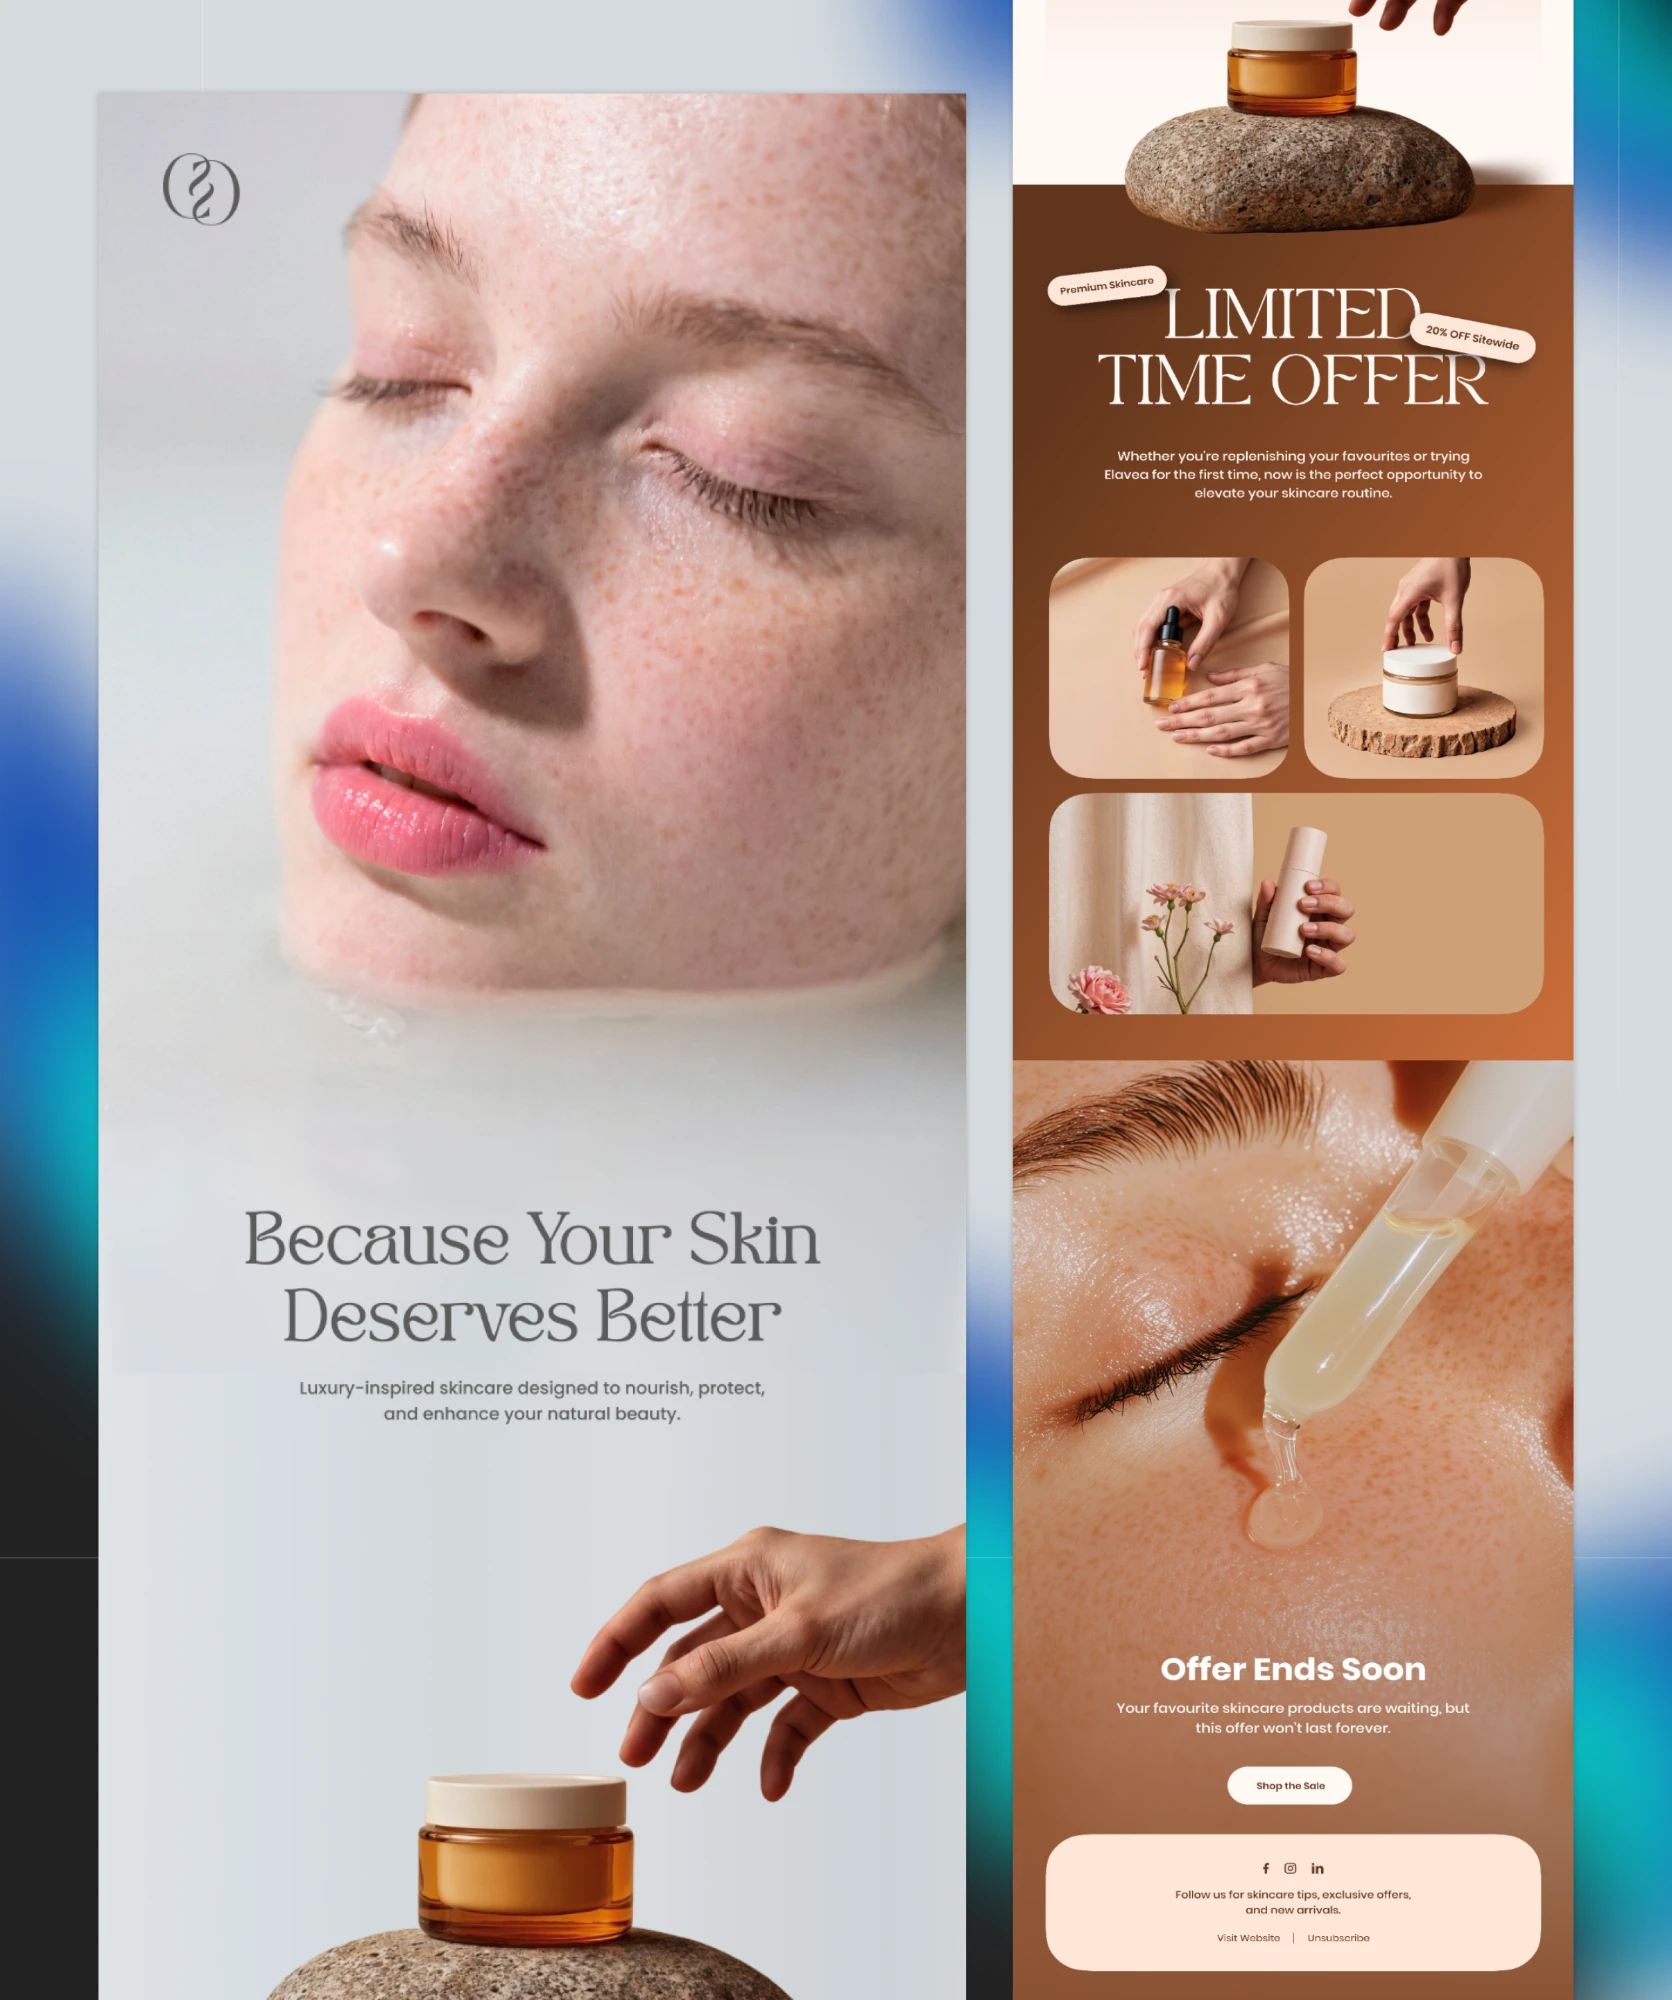 Because Your Skin
Deserves Better
Luxury-inspired skincare designed to nourish, protect,
and enhance your natural beauty.
Premium Skincare
LIMITED
20% OFF Sitewide
TIME OFFER
Whether you're replenishing your favourites or trying
Elavea for the first time, now is the perfect opportunity to
elevate your skincare routine.
Offer Ends Soon
Your favourite skincare products are waiting, but
this offer won't last forever.
Shop the Sale
Follow us for skincare tips, exclusive offers,
and new arrivals.
Visit Website | Unsubscribe